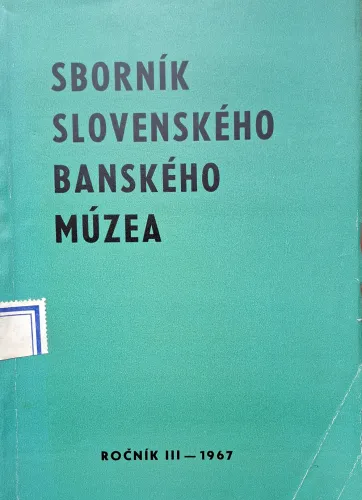 SBORNÍK
SLOVENSKÉHO
BANSKÉHO
MÚZEA
ROČNÍK III — 1967